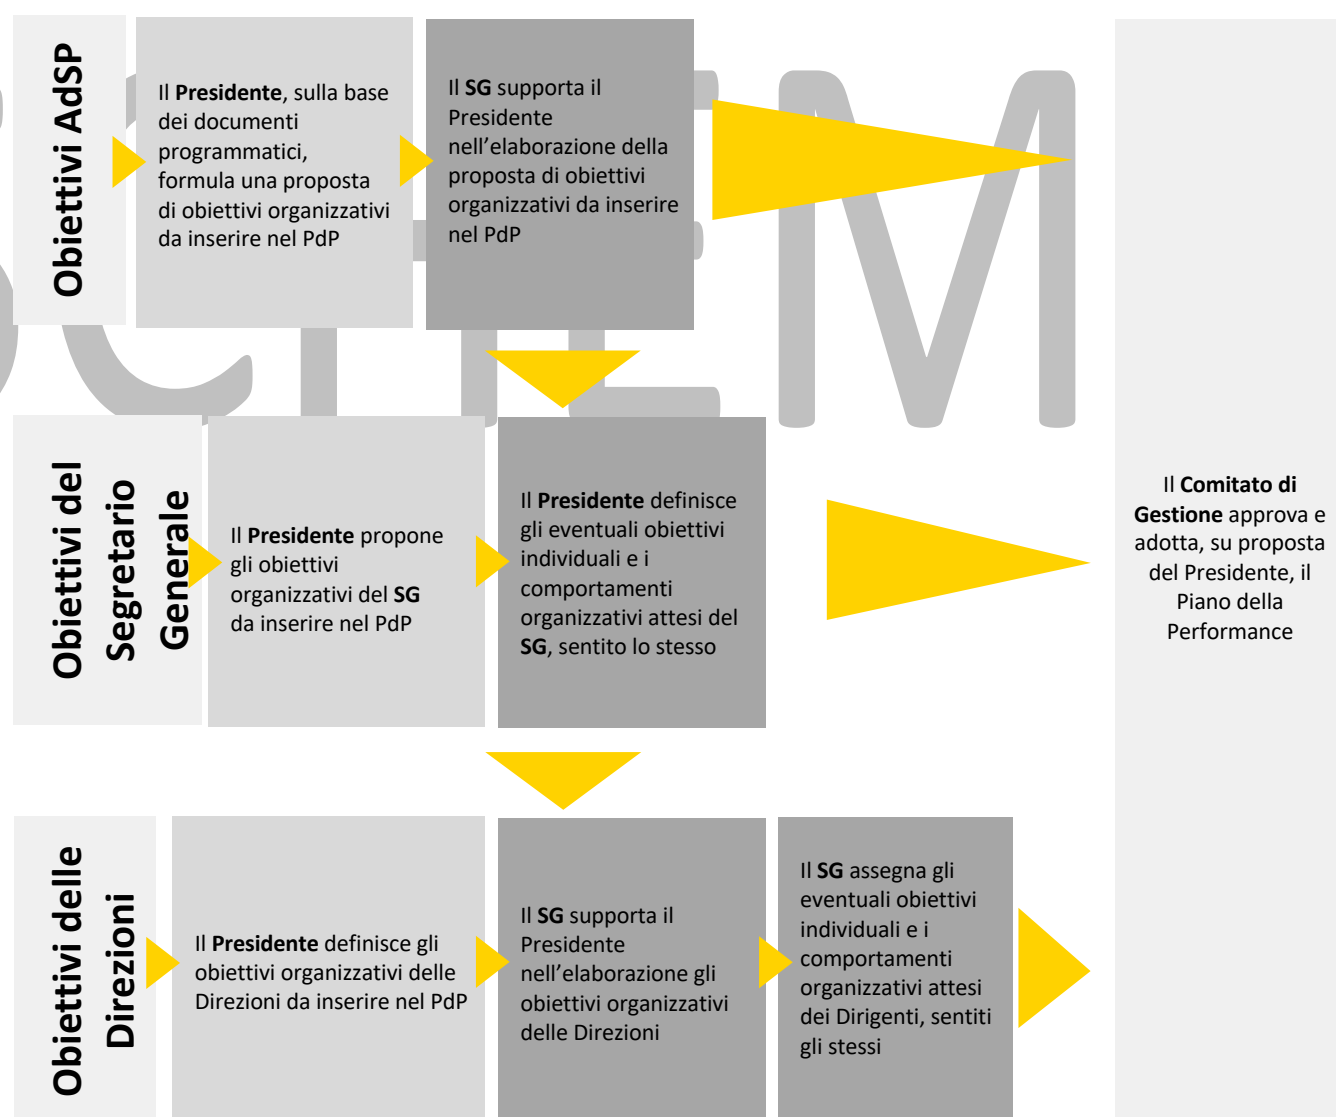 Obiettivi AdSP
Il Presidente, sulla base
dei documenti
programmatici,
formula una proposta
di obiettivi organizzativi
da inserire nel PdP
Il SG supporta il
Presidente
nell’elaborazione della
proposta di obiettivi
organizzativi da inserire
nel PdP
Obiettivi del
Segretario
Generale
Il Presidente propone
gli obiettivi
organizzativi del SG
da inserire nel PdP
Il Presidente definisce
gli eventuali obiettivi
individuali e i
comportamenti
organizzativi attesi del
SG, sentito lo stesso
Obiettivi delle
Direzioni
Il Presidente definisce gli
obiettivi organizzativi delle
Direzioni da inserire nel PdP
Il SG supporta il
Presidente
nell’elaborazione gli
obiettivi organizzativi
delle Direzioni
Il SG assegna gli
eventuali obiettivi
individuali e i
comportamenti
organizzativi attesi
dei Dirigenti, sentiti
gli stessi
Il Comitato di
Gestione approva e
adotta, su proposta
del Presidente, il
Piano della
Performance